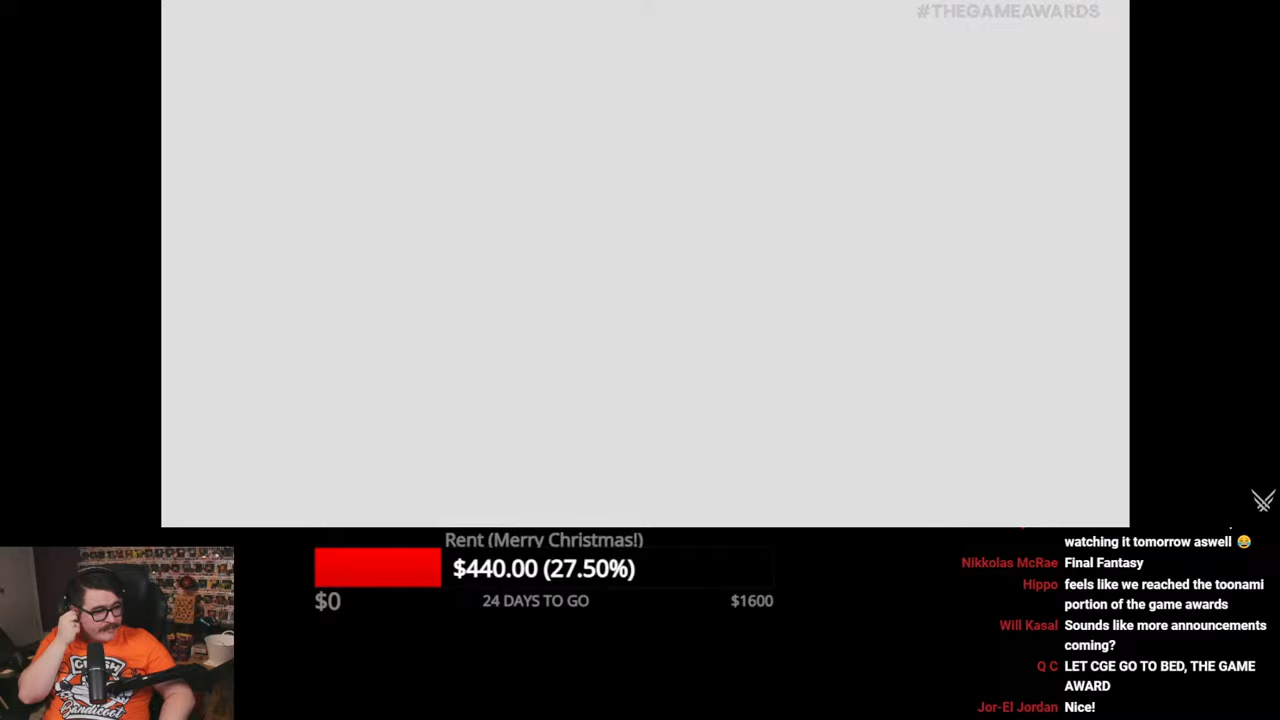 #THEGAMEAWARDS
Rent (Merry Christmas!)
$440.00 (27.50%)
$0
24 DAYS TO GO
$1600
watching it tomorrow aswell 😂
Nikkolas McRae Final Fantasy
Hippo feels like we reached the toonami
portion of the game awards
Will Kasal Sounds like more announcements
coming?
Q C LET CGE GO TO BED, THE GAME
AWARD
Jor-El Jordan Nice!
CRASH
Bandicoot